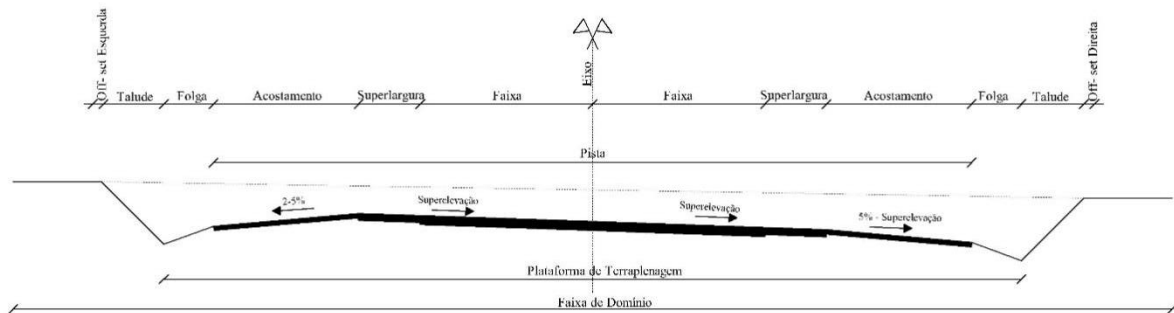 Off- set Esquerda
Eixo
Off- set Direita
Talude Folga Acostamento Superlargura Faixa Faixa Superlargura Acostamento Folga Talude
Pista
2-5% Superelevação Superelevação 5% - Superelevação
Plataforma de Terraplenagem
Faixa de Domínio